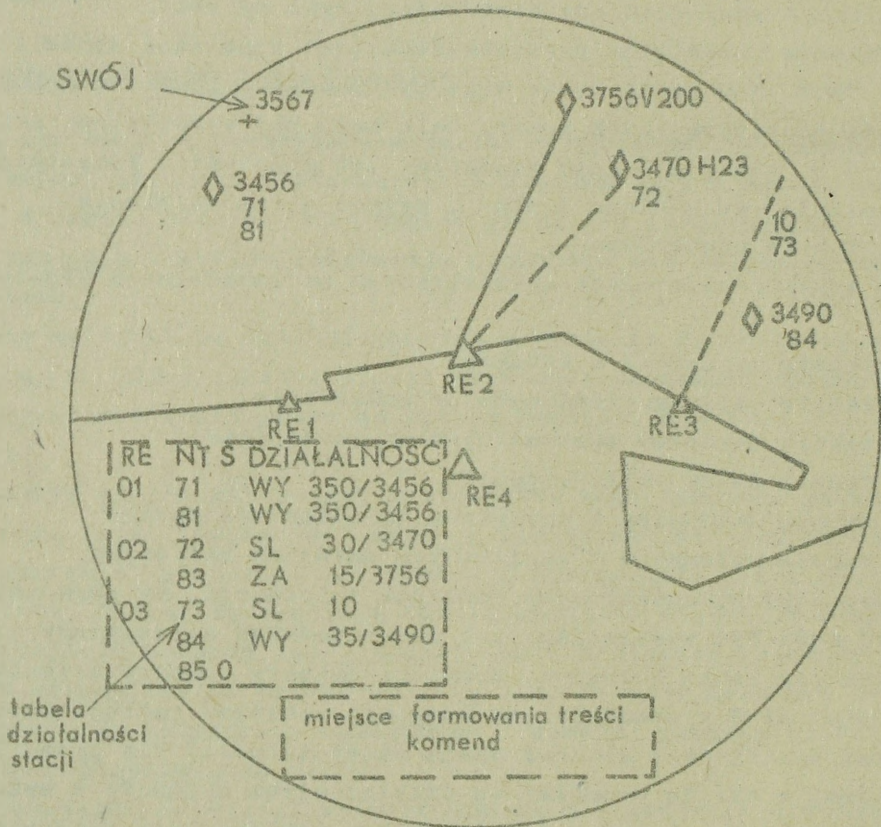 SWÓJ
3567
3456
71
81
3756V200
3470 H23
72
10
73
3490
'84
RE1
RE2
RE3
RE4
RE NT S DZIAŁALNOŚĆ
01 71 WY 350/3456
81 WY 350/3456
02 72 SL 30/3470
83 ZA 15/3756
03 73 SL 10
84 WY 35/3490
85 0
tabela
działalności
stacji
miejsce formowania treści
komend